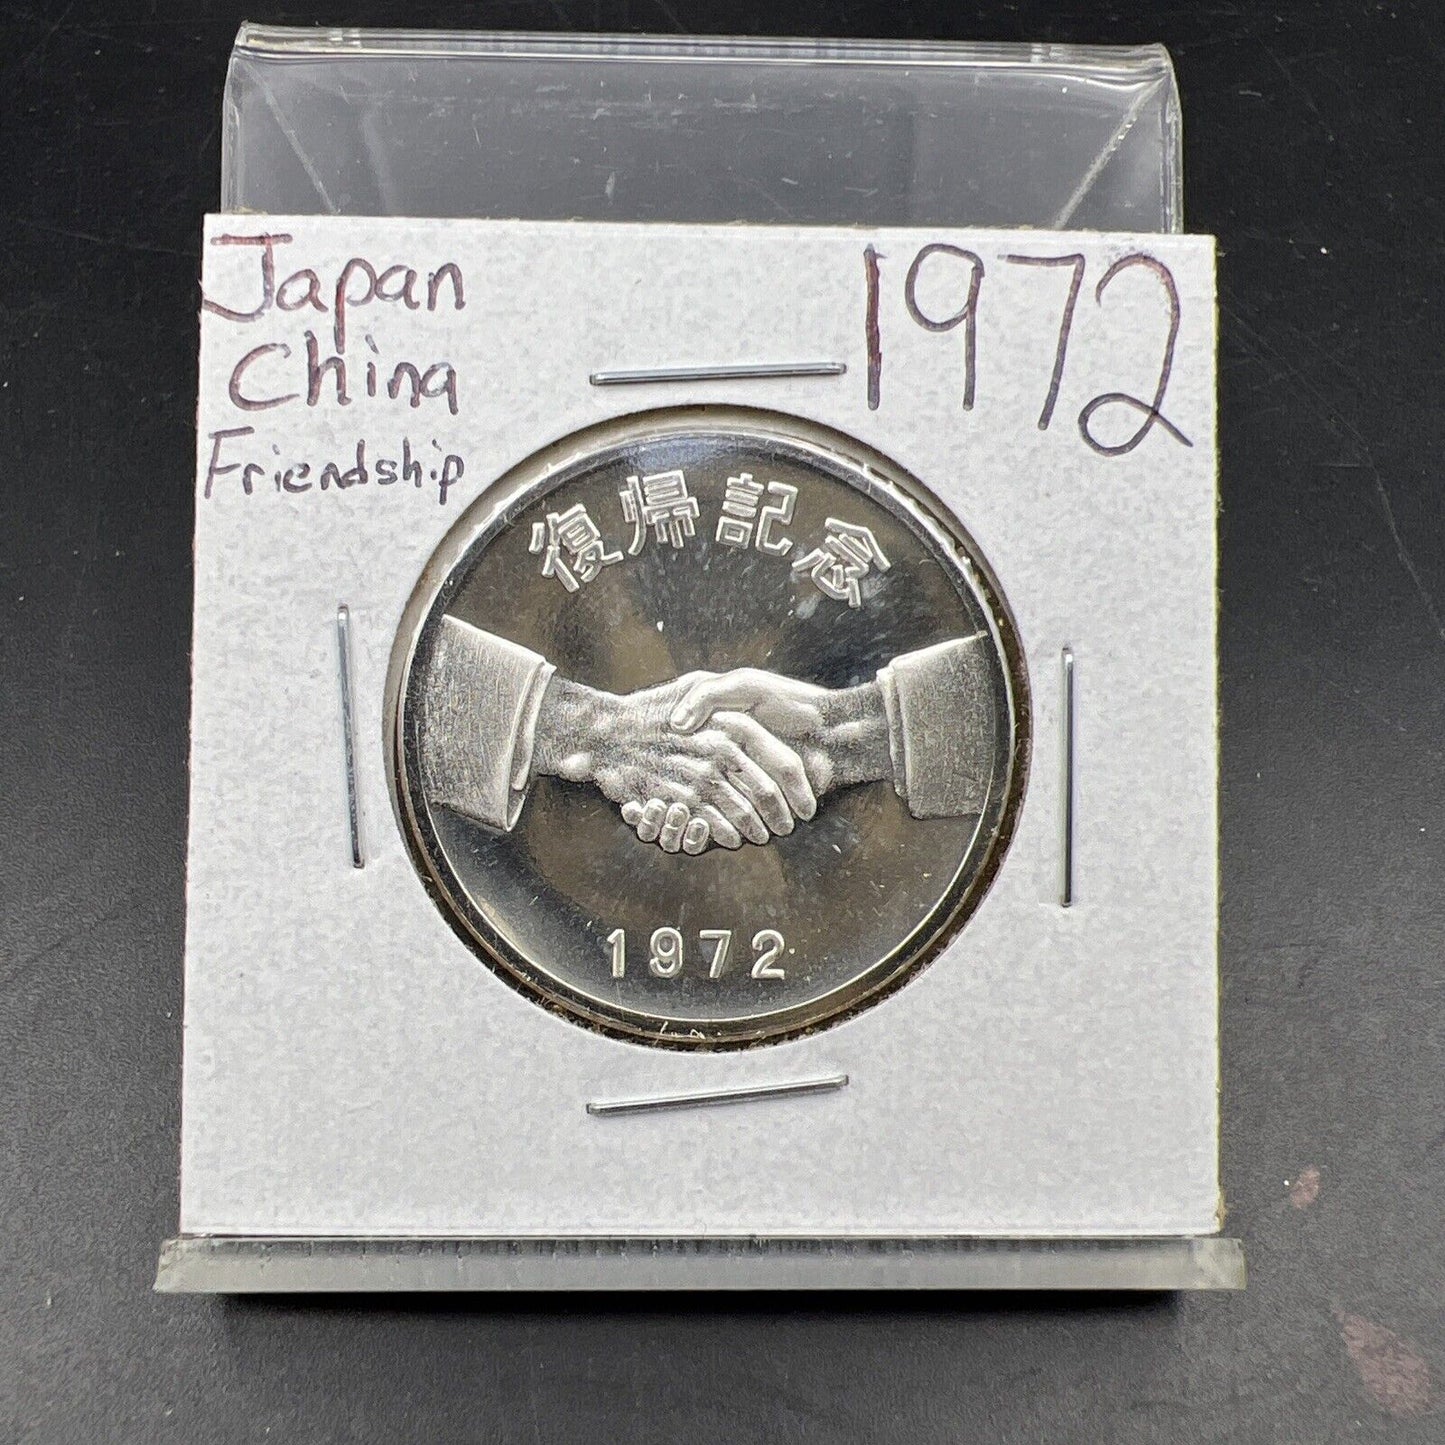 Japan
China
Friendship
1972
復帰記念
1972